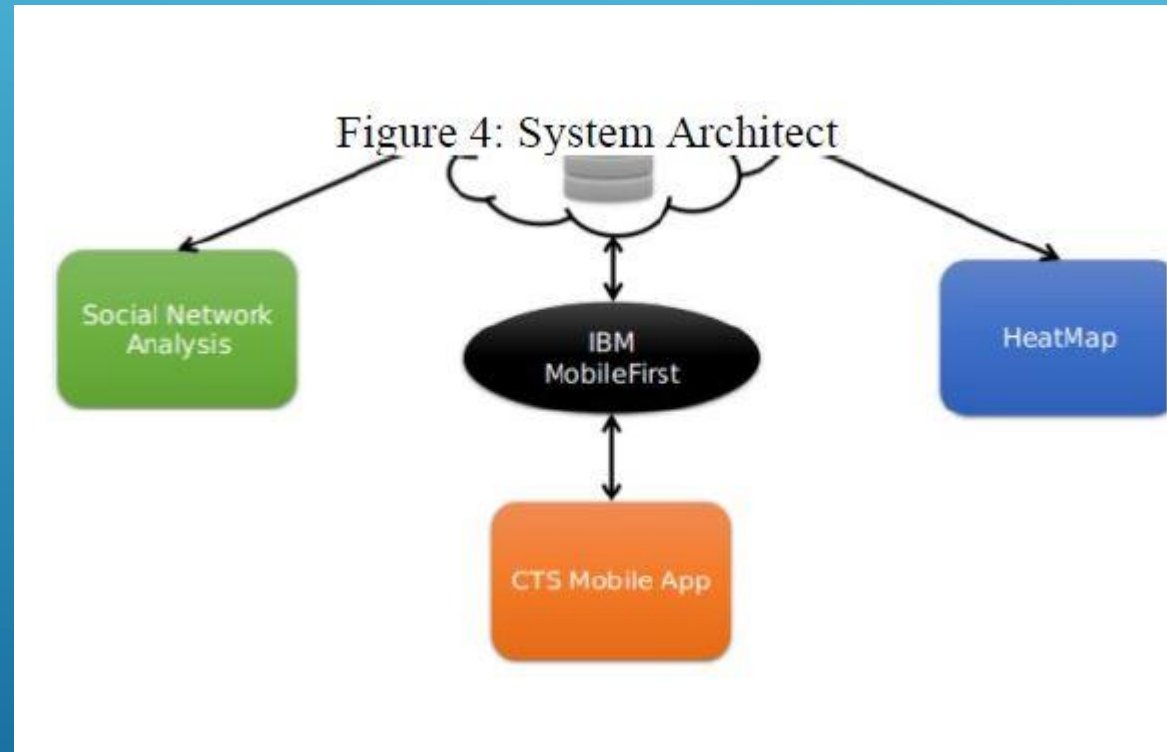 Figure 4: System Architect
Social Network
Analysis
IBM
MobileFirst
HeatMap
CTS Mobile App